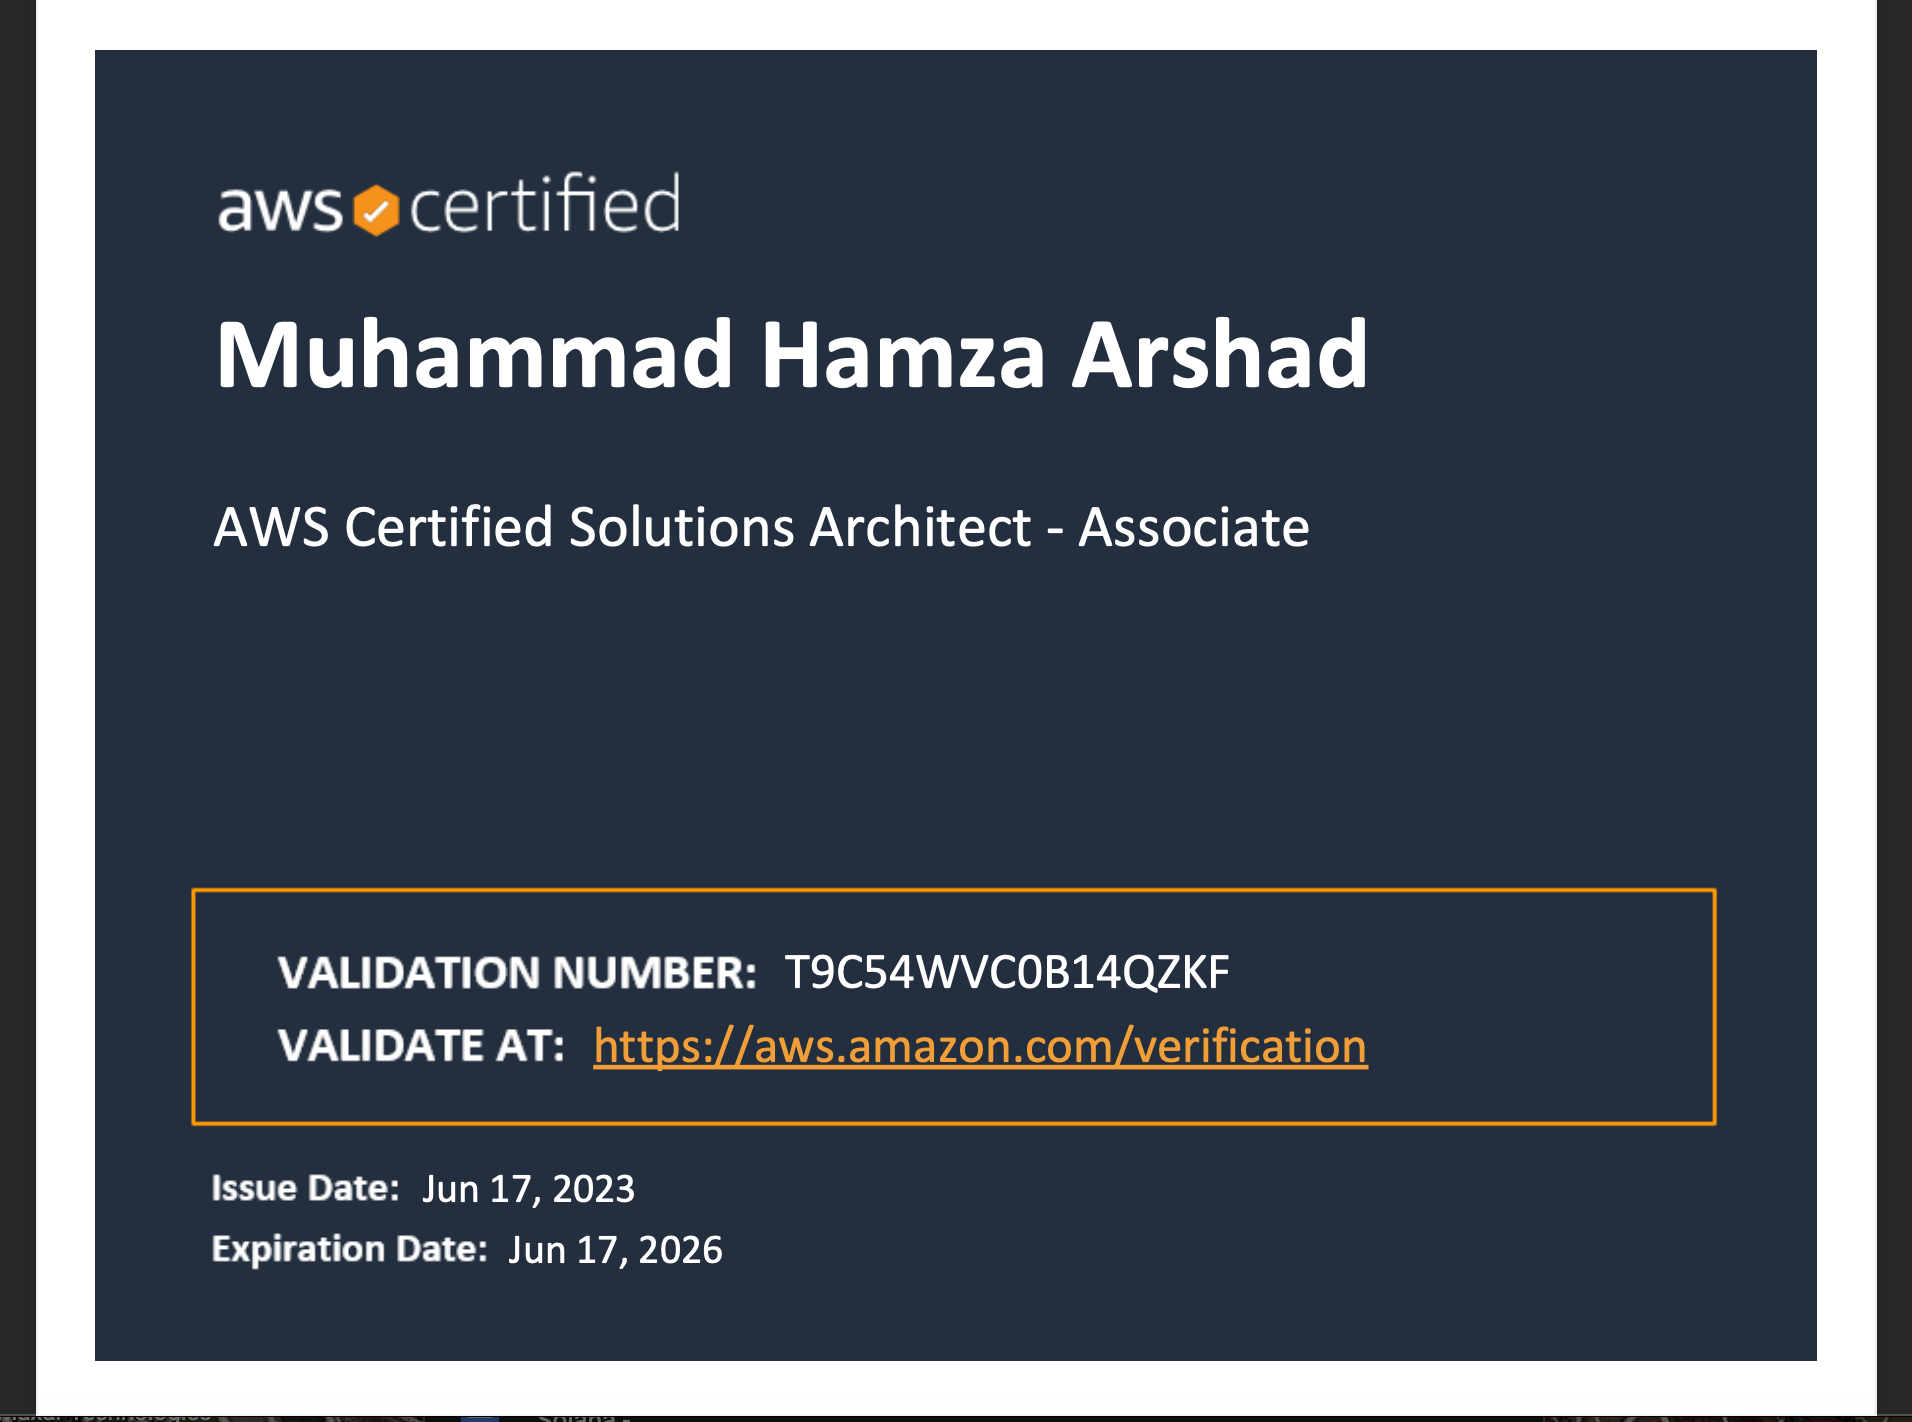 aws certified
Muhammad Hamza Arshad
AWS Certified Solutions Architect - Associate
VALIDATION NUMBER: T9C54WVC0B14QZKF
VALIDATE AT: https://aws.amazon.com/verification
Issue Date: Jun 17, 2023
Expiration Date: Jun 17, 2026